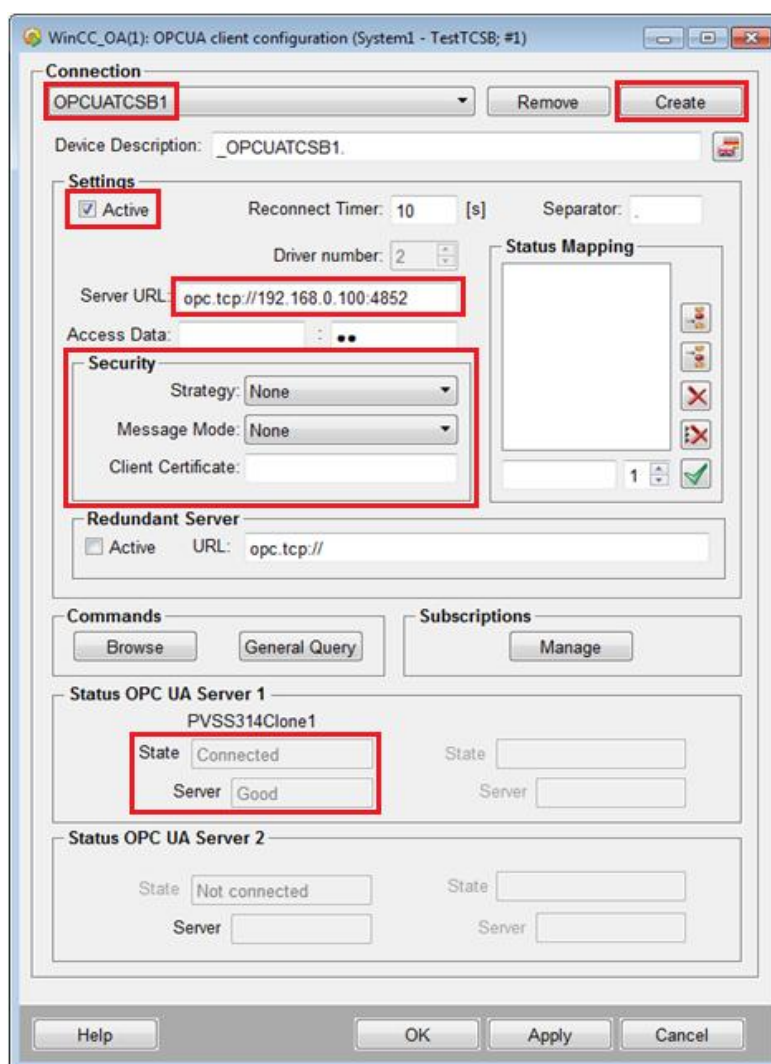 WinCC_OA(1): OPCUA client configuration (System1 - TestTCSB; #1)
Connection
OPCUATCSB1 Remove Create
Device Description: _OPCUATCSB1.
Settings
Active Reconnect Timer: 10 [s] Separator: .
Driver number: 2 Status Mapping
Server URL: opc.tcp://192.168.0.100:4852
Access Data: : ●●
Security
Strategy: None
Message Mode: None
Client Certificate: 1
Redundant Server
Active URL: opc.tcp://
Commands Subscriptions
Browse General Query Manage
Status OPC UA Server 1
PVSS314Clone1
State Connected State
Server Good Server
Status OPC UA Server 2
State Not connected State
Server Server
Help OK Apply Cancel